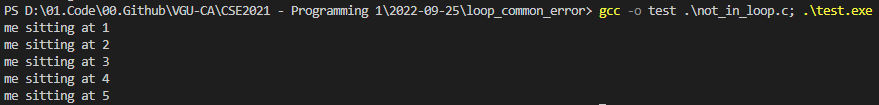 PS D:\01.Code\00.Github\VGU-CA\CSE2021 - Programming 1\2022-09-25\loop_common_error> gcc -o test .\not_in_loop.c; .\test.exe
me sitting at 1
me sitting at 2
me sitting at 3
me sitting at 4
me sitting at 5